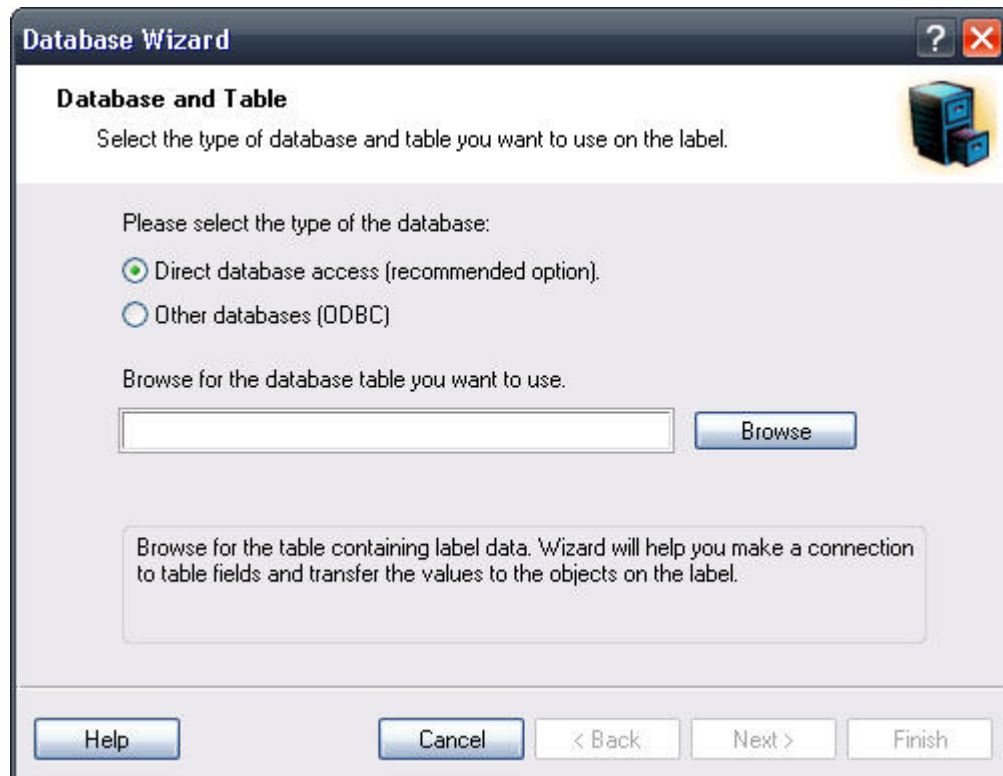 Database Wizard
?
Database and Table
Select the type of database and table you want to use on the label.
Please select the type of the database:
Direct database access (recommended option).
Other databases (ODBC)
Browse for the database table you want to use.
Browse
Browse for the table containing label data. Wizard will help you make a connection
to table fields and transfer the values to the objects on the label.
Help
Cancel
< Back
Next >
Finish